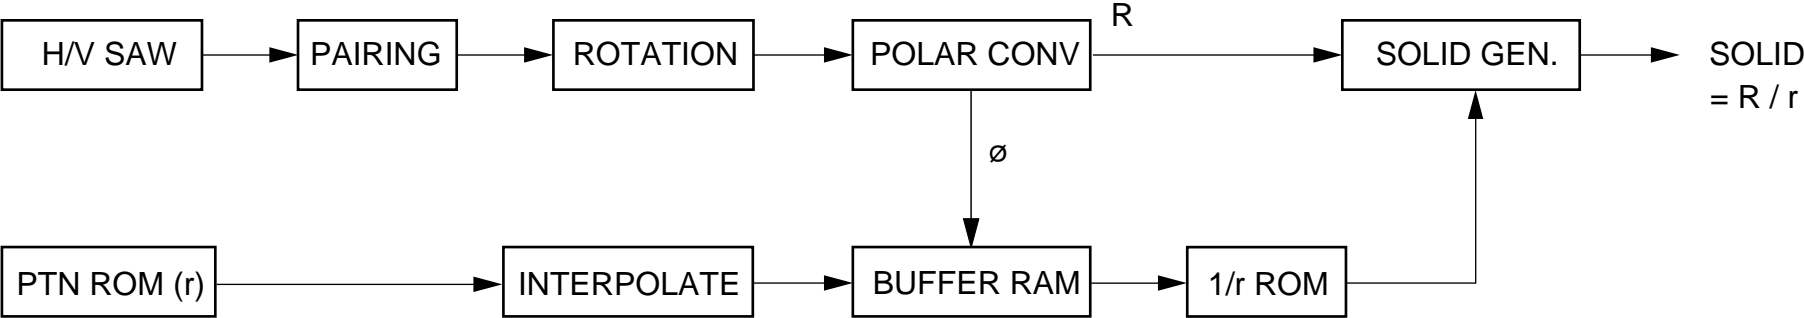 R
H/V SAW
PAIRING
ROTATION
POLAR CONV
SOLID GEN.
SOLID
= R / r
ø
PTN ROM (r)
INTERPOLATE
BUFFER RAM
1/r ROM